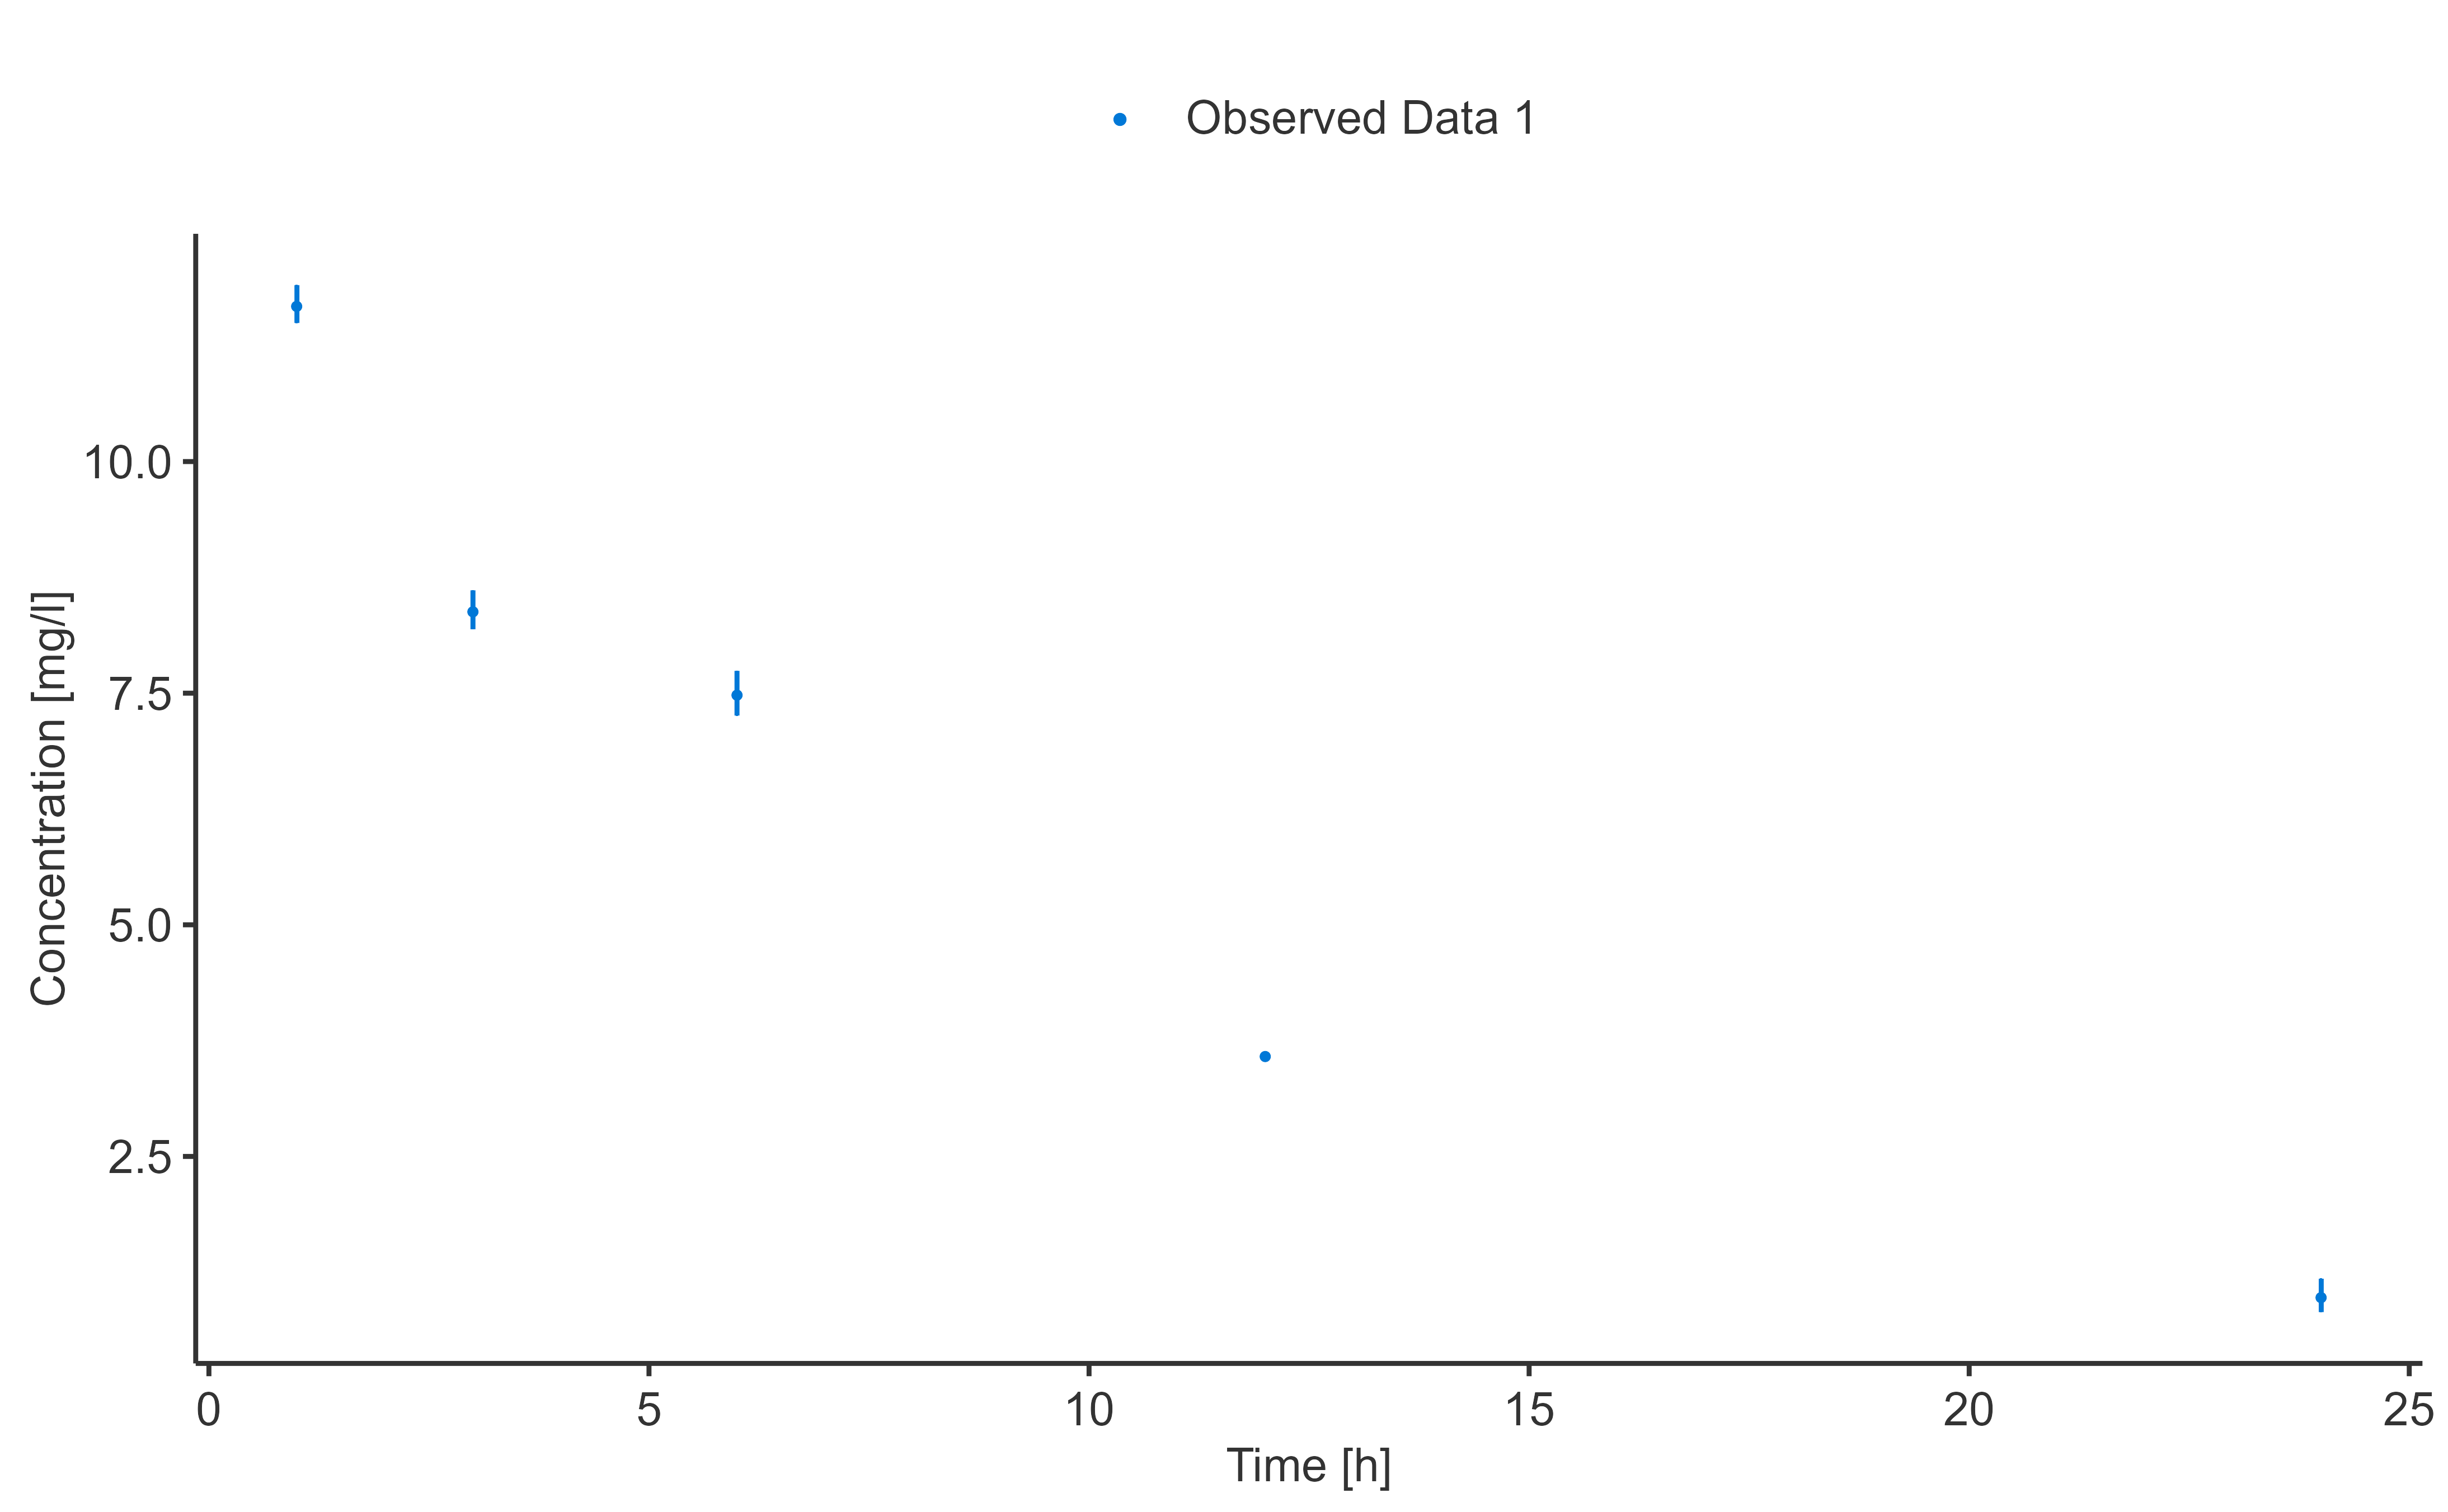 Observed Data 1
10.0
7.5
5.0
2.5
Concentration [mg/l]
0 5 10 15 20 25
Time [h]